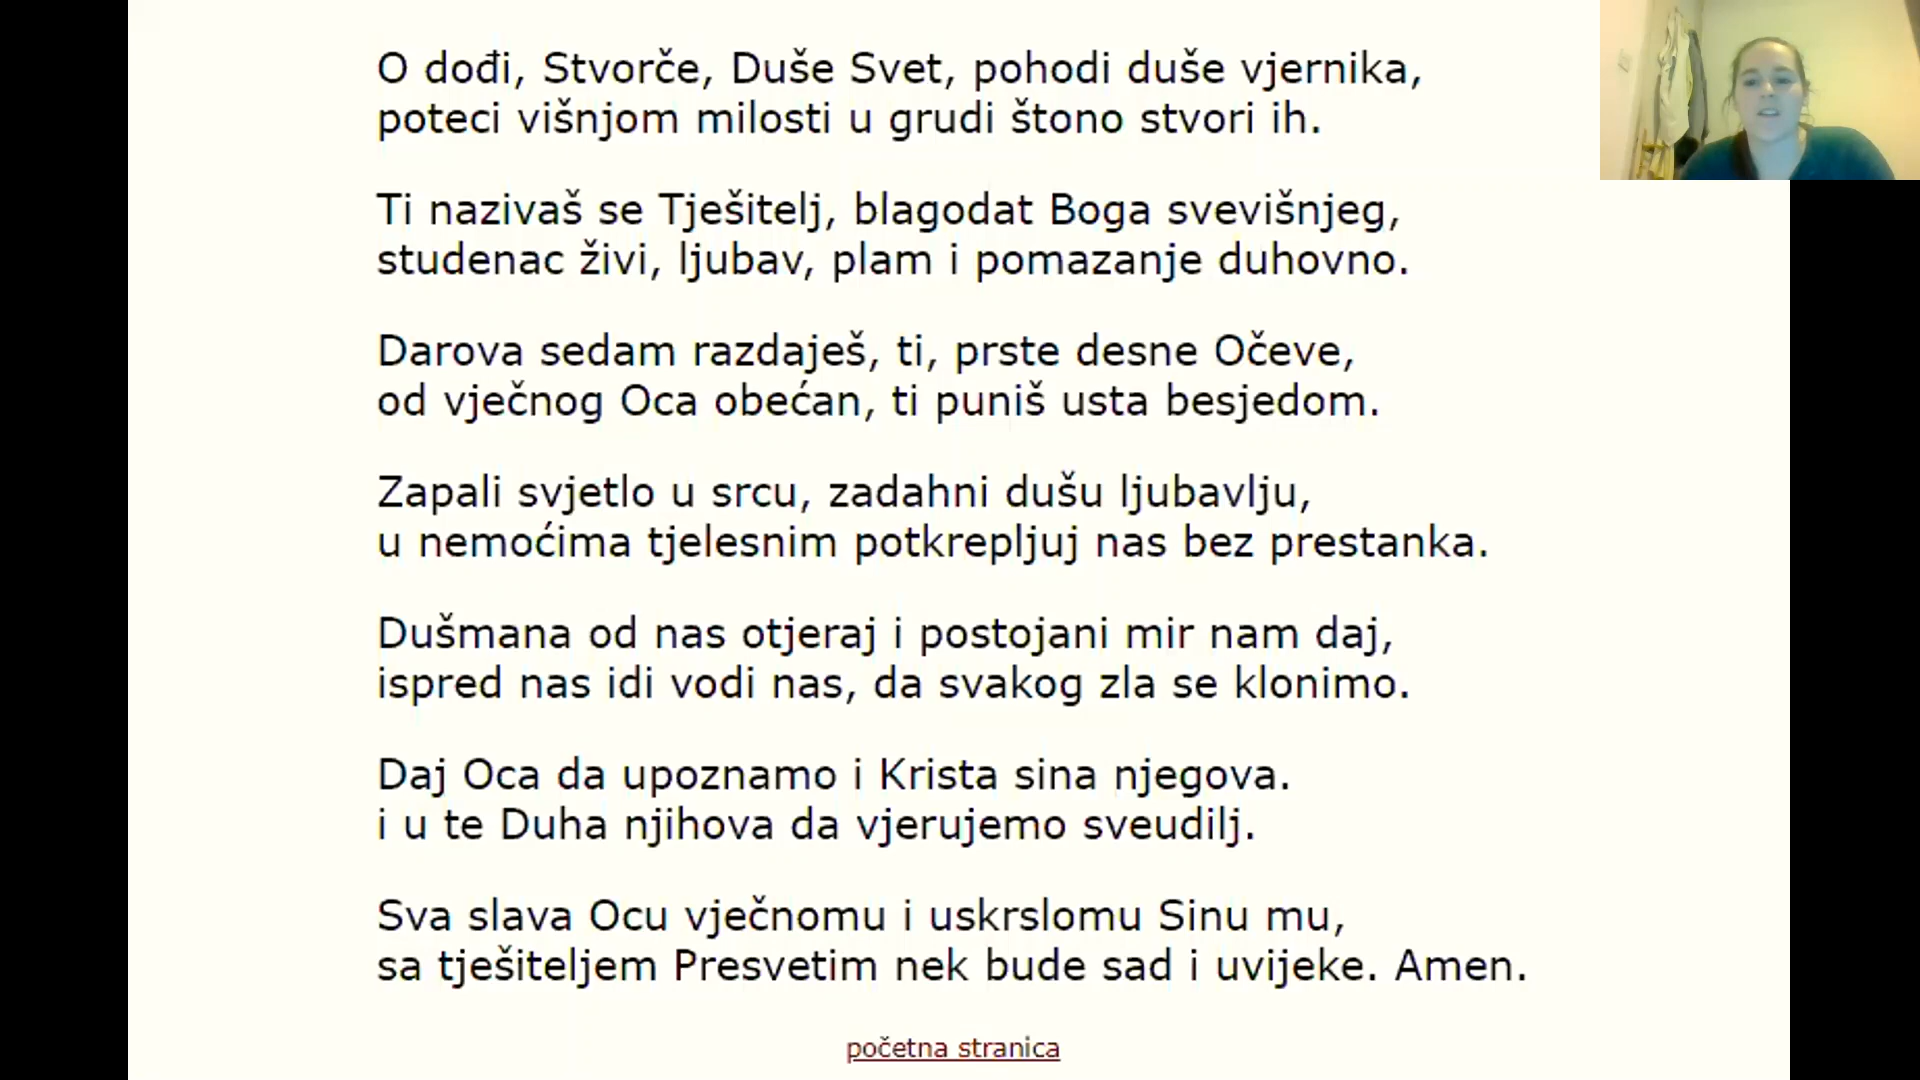 O dođi, Stvorče, Duše Svet, pohodi duše vjernika,
poteci višnjom milosti u grudi štono stvori ih.
Ti nazivaš se Tješitelj, blagodat Boga svevišnjeg,
studenac živi, ljubav, plam i pomazanje duhovno.
Darova sedam razdaješ, ti, prste desne Očeve,
od vječnog Oca obećan, ti puniš usta besjedom.
Zapali svjetlo u srcu, zadahni dušu ljubavlju,
u nemoćima tjelesnim potkrepljuj nas bez prestanka.
Dušmana od nas otjeraj i postojani mir nam daj,
ispred nas idi vodi nas, da svakog zla se klonimo.
Daj Oca da upoznamo i Krista sina njegova.
i u te Duha njihova da vjerujemo sveudilj.
Sva slava Ocu vječnomu i uskrslomu Sinu mu,
sa tješiteljem Presvetim nek bude sad i uvijeke. Amen.
početna stranica